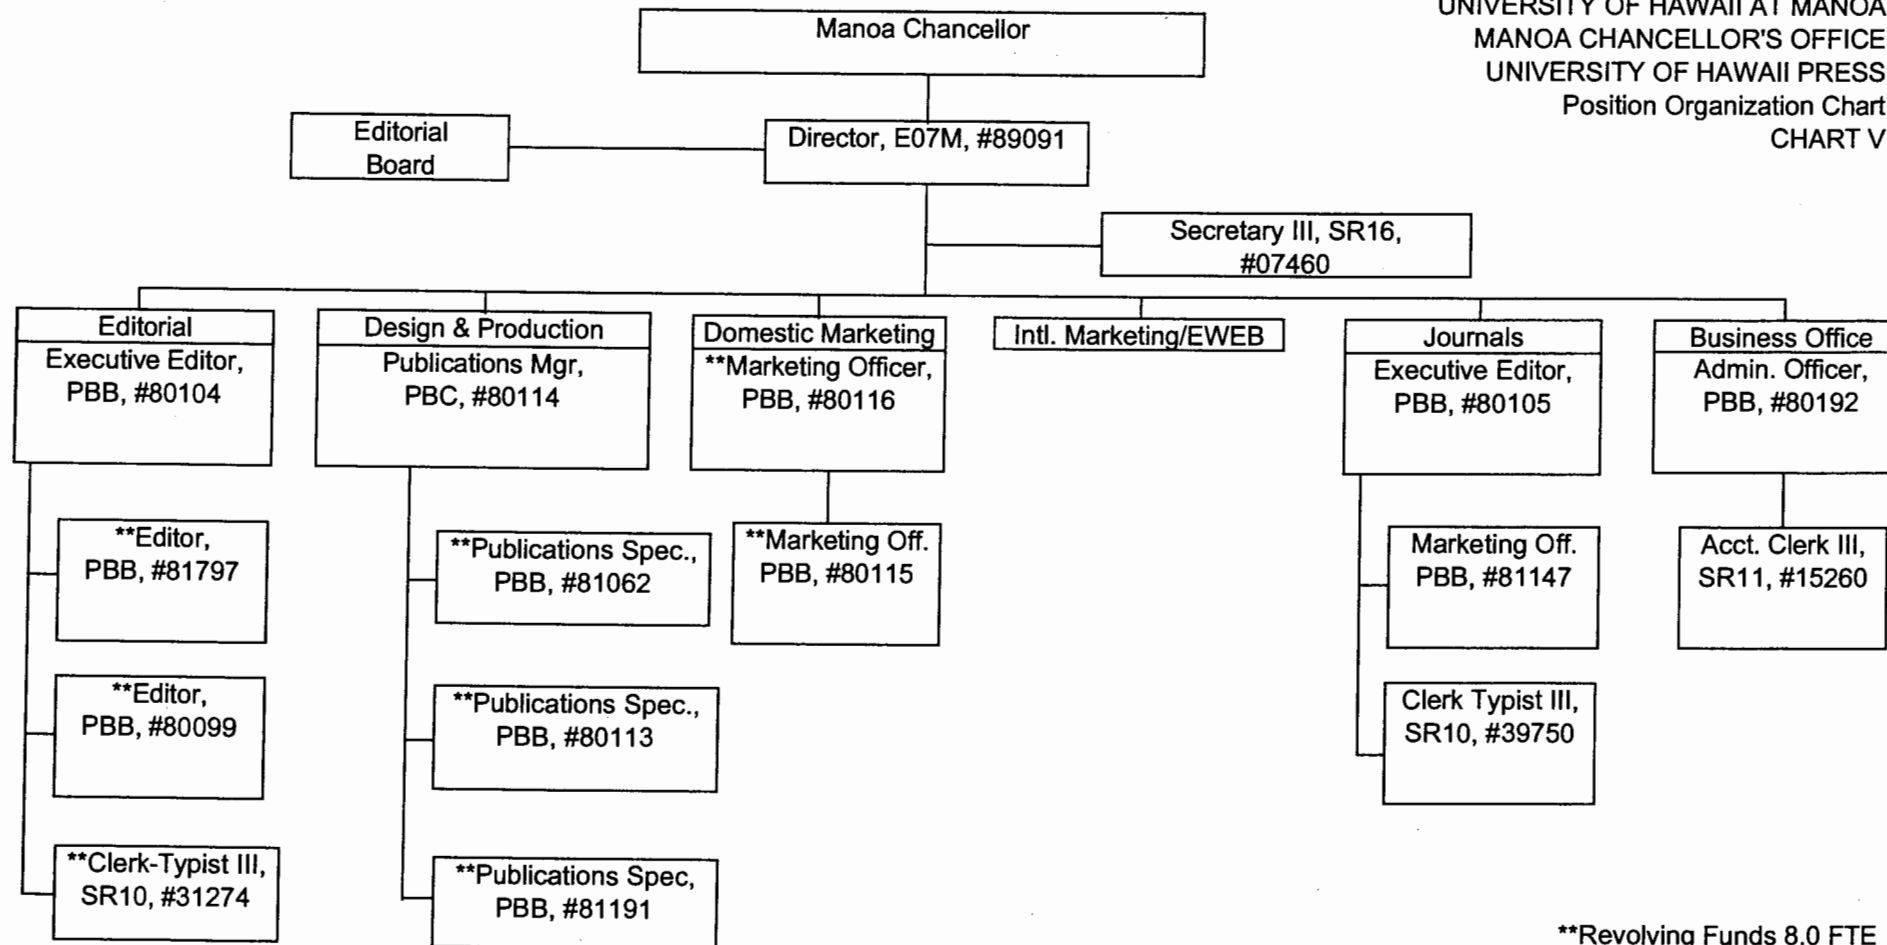 UNIVERSITY OF HAWAII AT MANOA
MANOA CHANCELLOR'S OFFICE
UNIVERSITY OF HAWAII PRESS
Position Organization Chart
CHART V
Manoa Chancellor
Editorial
Board
Director, E07M, #89091
Secretary III, SR16,
#07460
Editorial
Executive Editor,
PBB, #80104
**Editor,
PBB, #81797
**Editor,
PBB, #80099
**Clerk-Typist III,
SR10, #31274
Design & Production
Publications Mgr,
PBC, #80114
**Publications Spec.,
PBB, #81062
**Publications Spec.,
PBB, #80113
**Publications Spec,
PBB, #81191
Domestic Marketing
**Marketing Officer,
PBB, #80116
**Marketing Off.
PBB, #80115
Intl. Marketing/EWEB
Journals
Executive Editor,
PBB, #80105
Marketing Off.
PBB, #81147
Clerk Typist III,
SR10, #39750
Business Office
Admin. Officer,
PBB, #80192
Acct. Clerk III,
SR11, #15260
**Revolving Funds 8.0 FTE